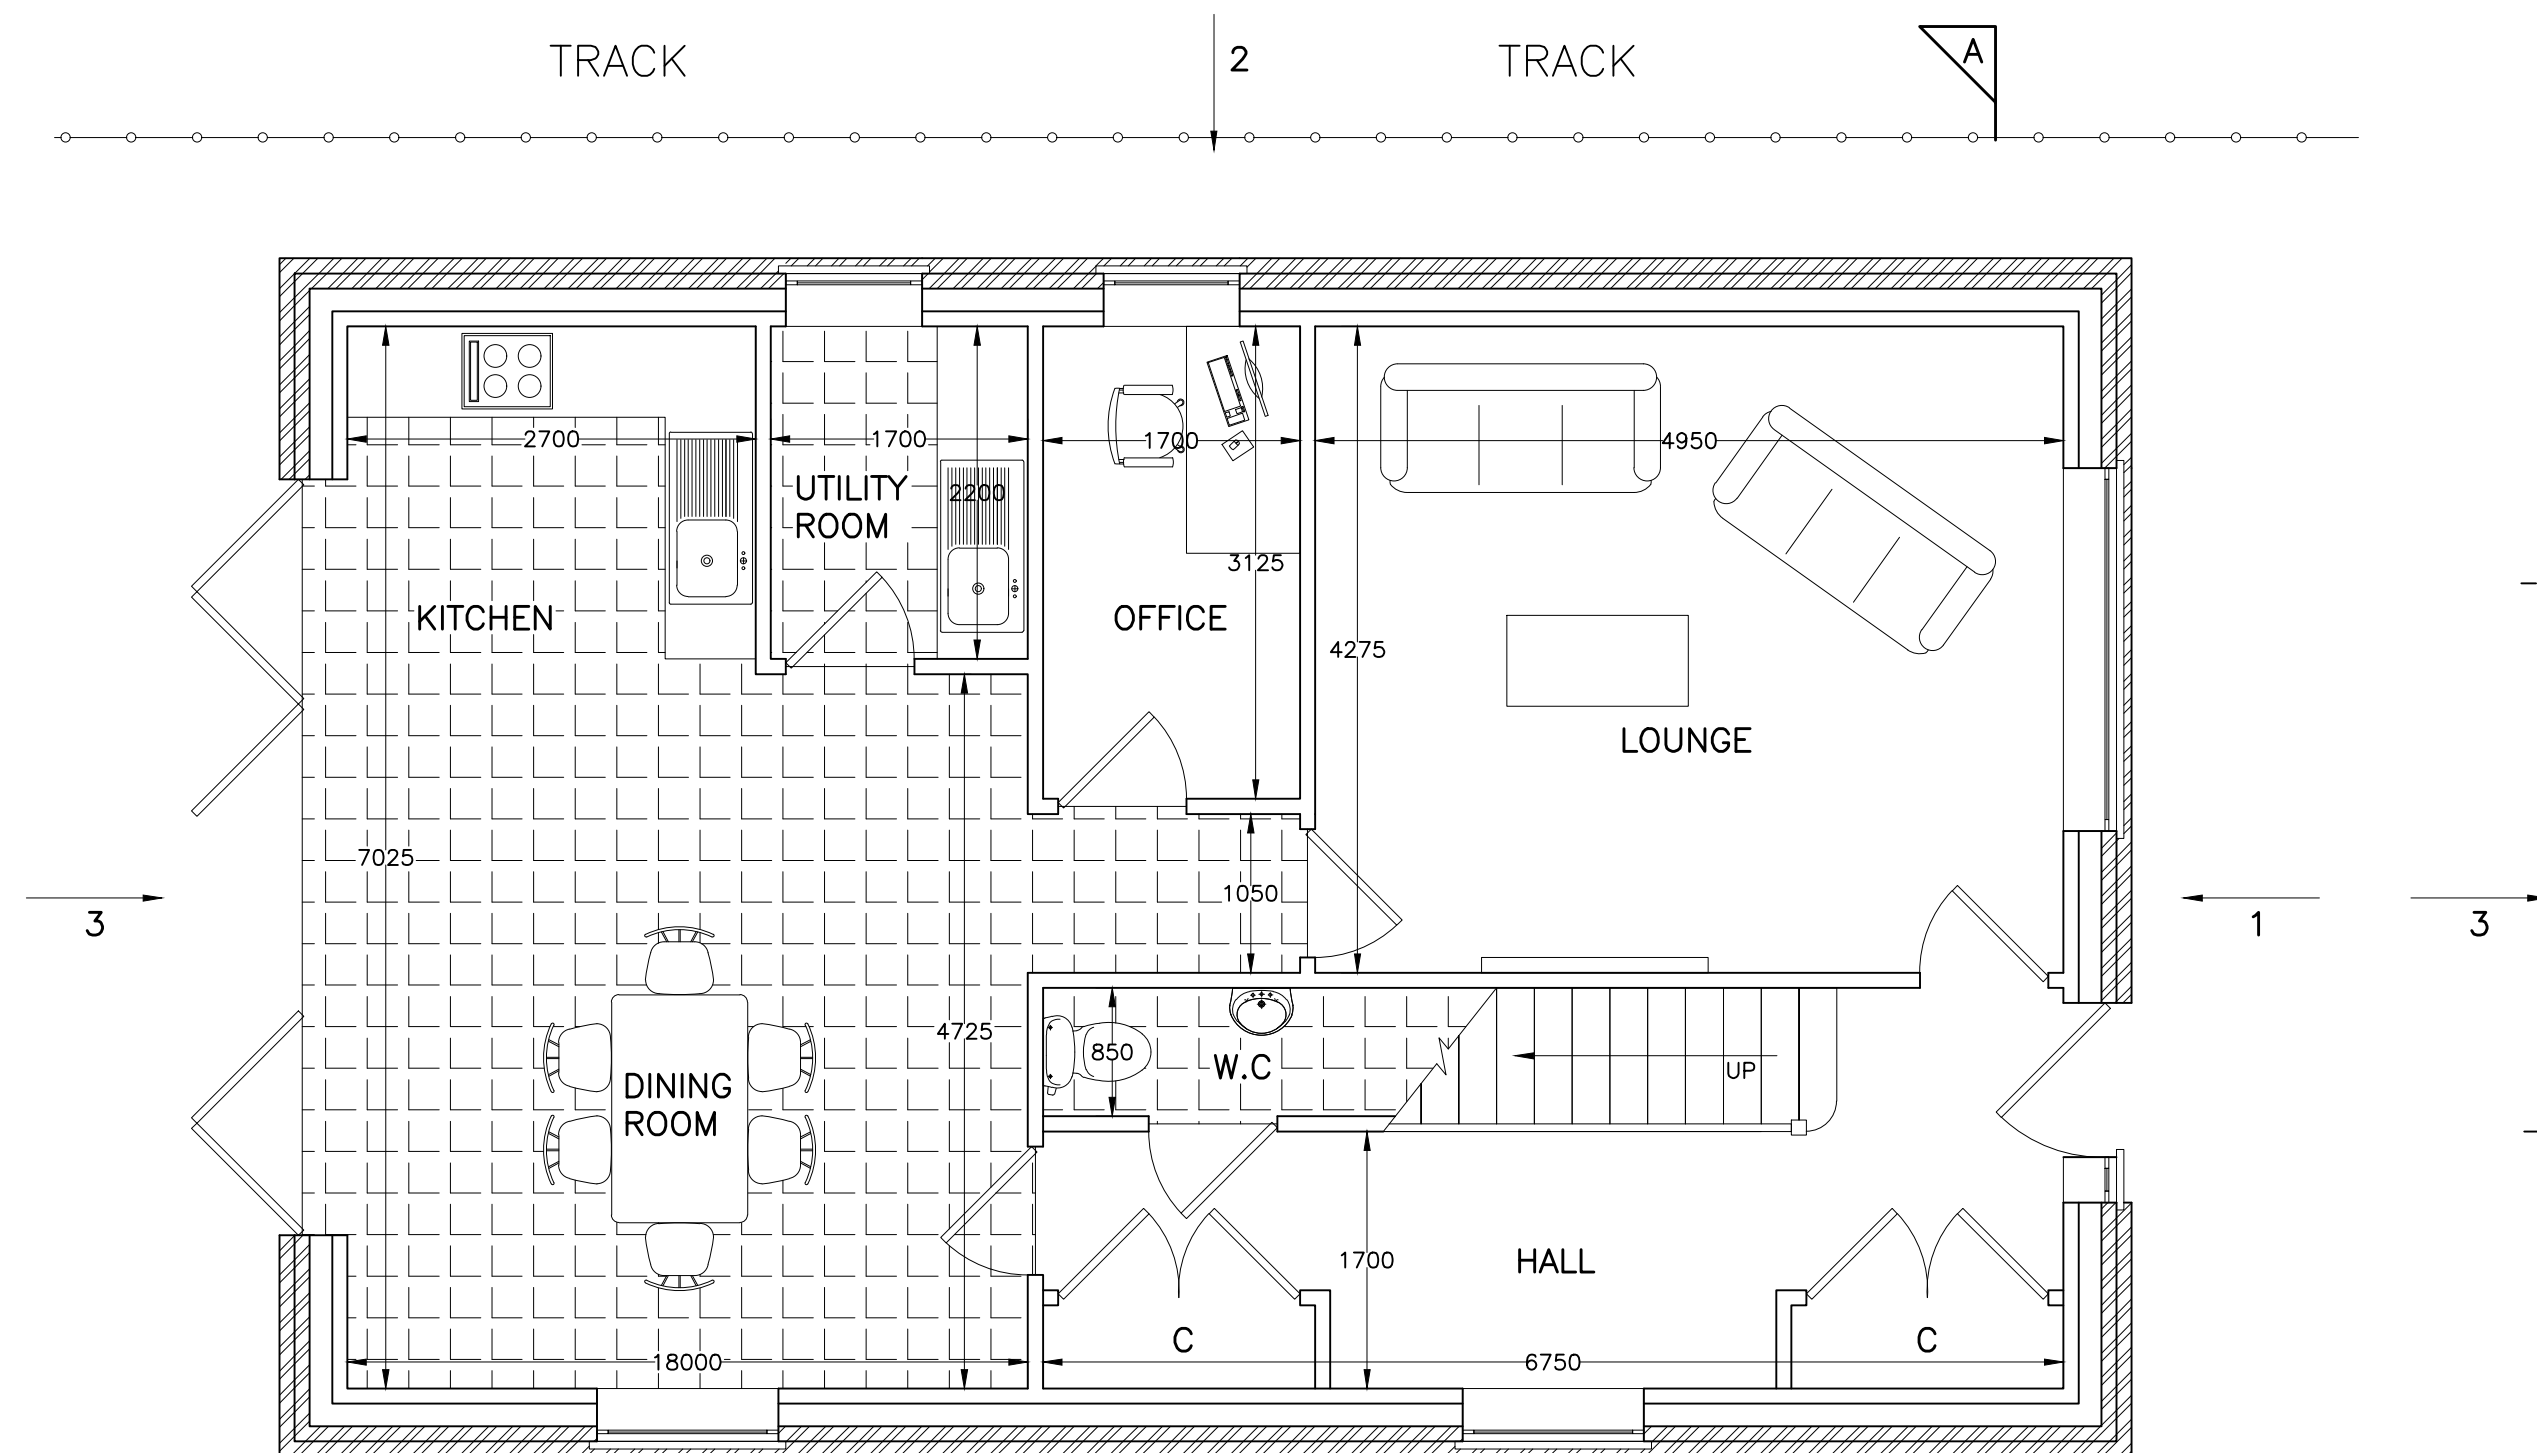 TRACK
2
TRACK
A
2700
1700
1700
4950
UTILITY
ROOM
2200
3125
KITCHEN
OFFICE
4275
LOUNGE
7025
1050
3
1
3
4725
850
W.C
UP
DINING
ROOM
1700
HALL
C
C
18000
6750